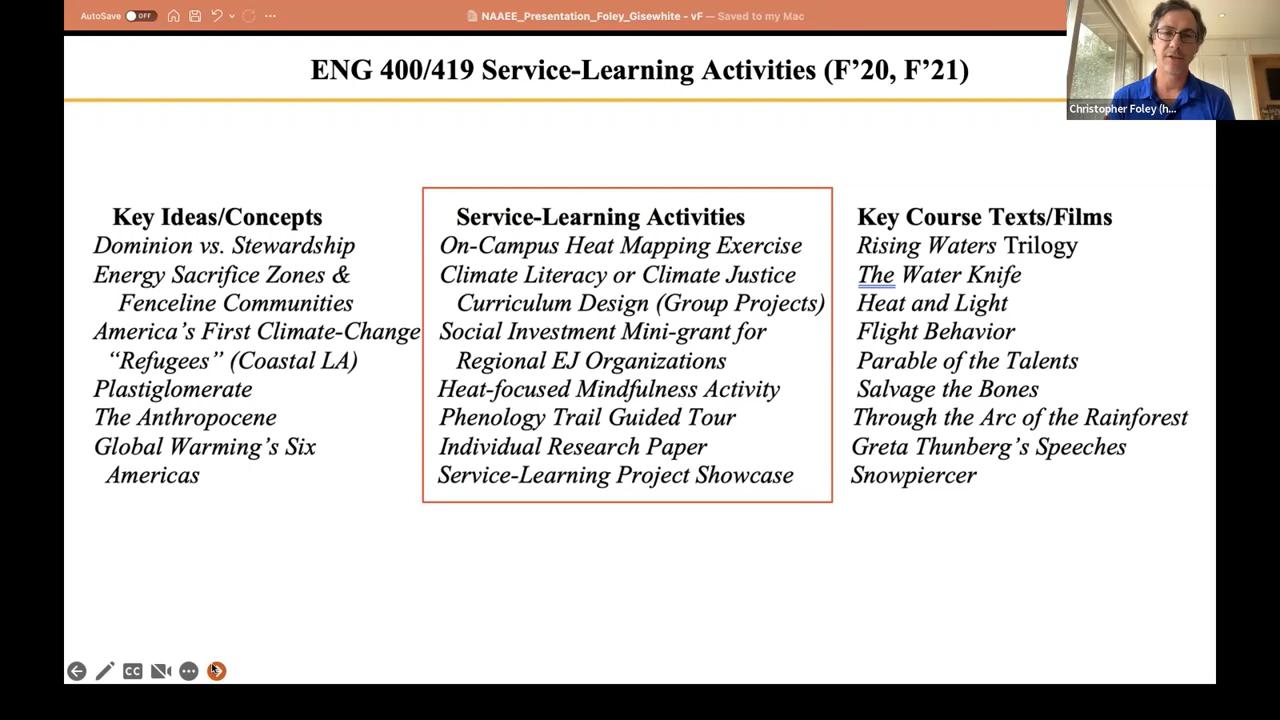 AutoSave OFF
NAAEE_Presentation_Foley_Gisewhite - vF — Saved to my Mac
Christopher Foley (h...
ENG 400/419 Service-Learning Activities (F’20, F’21)
Key Ideas/Concepts
Dominion vs. Stewardship
Energy Sacrifice Zones &
Fenceline Communities
America’s First Climate-Change
“Refugees” (Coastal LA)
Plastiglomerate
The Anthropocene
Global Warming’s Six
Americas
Service-Learning Activities
On-Campus Heat Mapping Exercise
Climate Literacy or Climate Justice
Curriculum Design (Group Projects)
Social Investment Mini-grant for
Regional EJ Organizations
Heat-focused Mindfulness Activity
Phenology Trail Guided Tour
Individual Research Paper
Service-Learning Project Showcase
Key Course Texts/Films
Rising Waters Trilogy
The Water Knife
Heat and Light
Flight Behavior
Parable of the Talents
Salvage the Bones
Through the Arc of the Rainforest
Greta Thunberg’s Speeches
Snowpiercer
CC